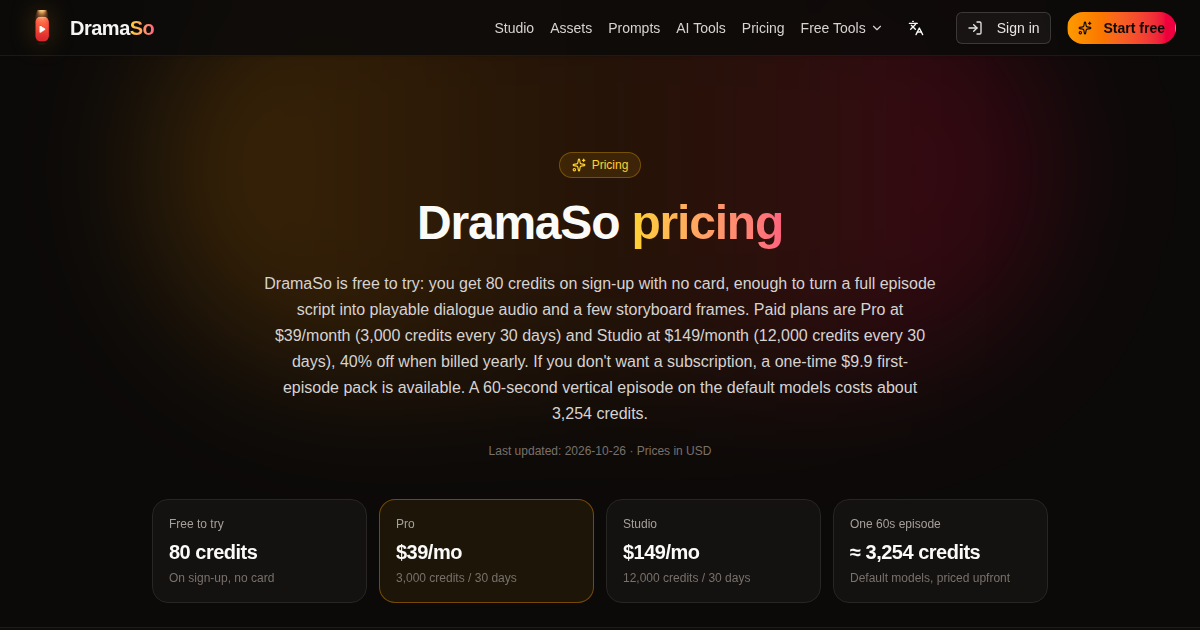 DramaSo
Studio Assets Prompts AI Tools Pricing Free Tools
Sign in
Start free
Pricing
DramaSo pricing
DramaSo is free to try: you get 80 credits on sign-up with no card, enough to turn a full episode
script into playable dialogue audio and a few storyboard frames. Paid plans are Pro at
$39/month (3,000 credits every 30 days) and Studio at $149/month (12,000 credits every 30
days), 40% off when billed yearly. If you don't want a subscription, a one-time $9.9 first-
episode pack is available. A 60-second vertical episode on the default models costs about
3,254 credits.
Last updated: 2026-10-26 · Prices in USD
Free to try
80 credits
On sign-up, no card
Pro
$39/mo
3,000 credits / 30 days
Studio
$149/mo
12,000 credits / 30 days
One 60s episode
≈ 3,254 credits
Default models, priced upfront